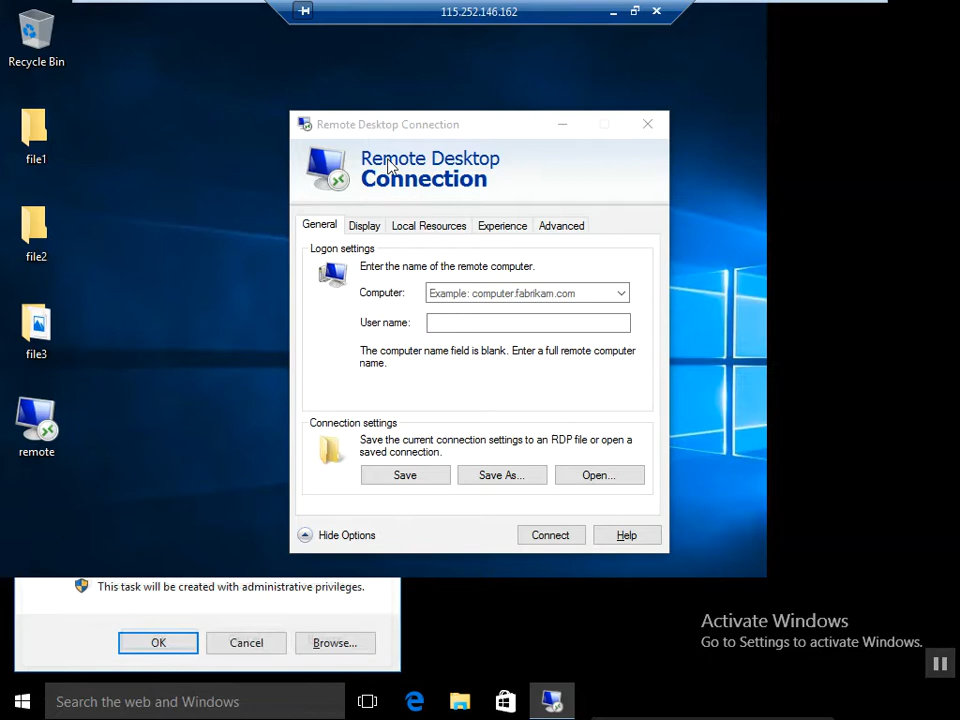 115.252.146.162
Recycle Bin
file1
file2
file3
remote
Remote Desktop Connection
Remote Desktop
Connection
General
Display
Local Resources
Experience
Advanced
Logon settings
Enter the name of the remote computer.
Computer:
Example: computer.fabrikam.com
User name:
The computer name field is blank. Enter a full remote computer
name.
Connection settings
Save the current connection settings to an RDP file or open a
saved connection.
Save
Save As...
Open...
Hide Options
Connect
Help
This task will be created with administrative privileges.
OK
Cancel
Browse...
Activate Windows
Go to Settings to activate Windows.
Search the web and Windows